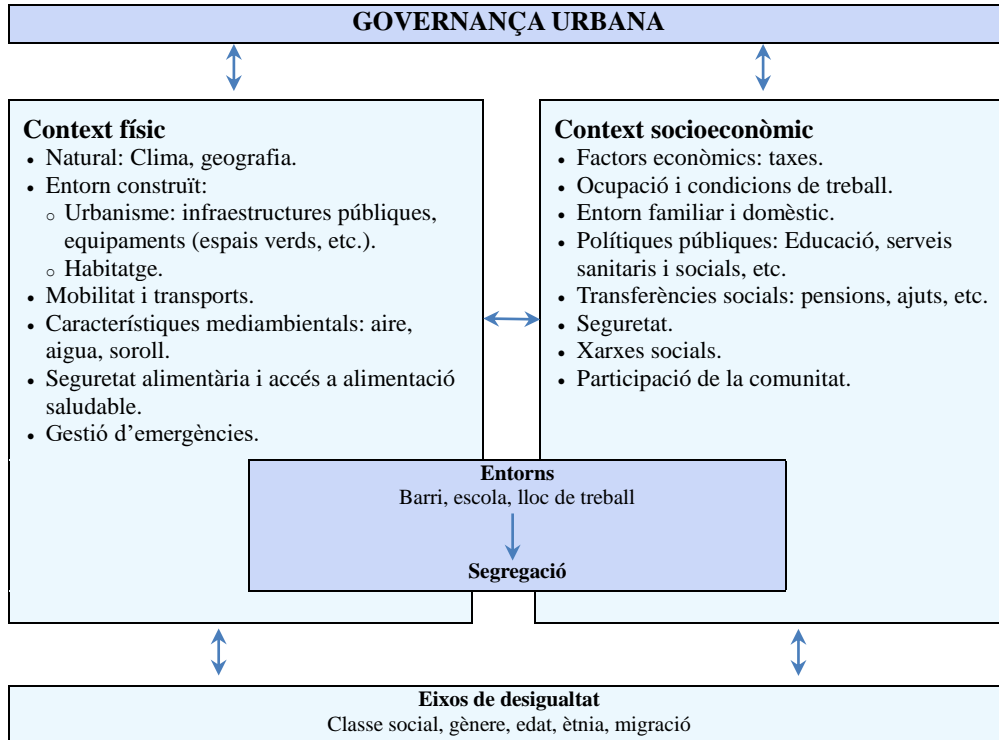 GOVERNANÇA URBANA
Context físic
• Natural: Clima, geografia.
• Entorn construït:
○ Urbanisme: infraestructures públiques,
equipaments (espais verds, etc.).
○ Habitatge.
• Mobilitat i transports.
• Característiques mediambientals: aire,
aigua, soroll.
• Seguretat alimentària i accés a alimentació
saludable.
• Gestió d’emergències.
Context socioeconòmic
• Factors econòmics: taxes.
• Ocupació i condicions de treball.
• Entorn familiar i domèstic.
• Polítiques públiques: Educació, serveis
sanitaris i socials, etc.
• Transferències socials: pensions, ajuts, etc.
• Seguretat.
• Xarxes socials.
• Participació de la comunitat.
Entorns
Barri, escola, lloc de treball
Segregació
Eixos de desigualtat
Classe social, gènere, edat, ètnia, migració